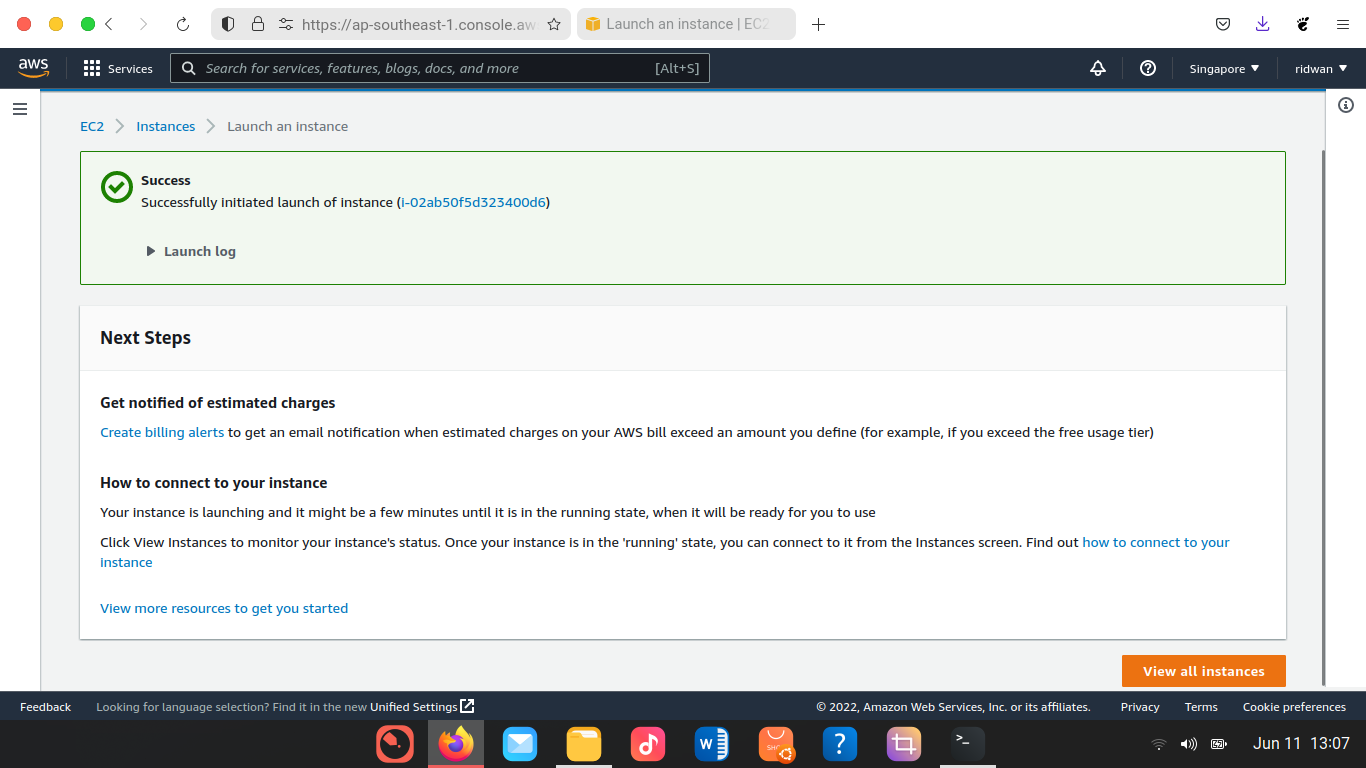 https://ap-southeast-1.console.aw
Launch an instance | EC2
aws
Services
Search for services, features, blogs, docs, and more
[Alt+S]
Singapore
ridwan
EC2
Instances
Launch an instance
Success
Successfully initiated launch of instance (i-02ab50f5d323400d6)
Launch log
Next Steps
Get notified of estimated charges
Create billing alerts to get an email notification when estimated charges on your AWS bill exceed an amount you define (for example, if you exceed the free usage tier)
How to connect to your instance
Your instance is launching and it might be a few minutes until it is in the running state, when it will be ready for you to use
Click View Instances to monitor your instance's status. Once your instance is in the 'running' state, you can connect to it from the Instances screen. Find out how to connect to your
instance
View more resources to get you started
View all instances
Feedback
Looking for language selection? Find it in the new Unified Settings
© 2022, Amazon Web Services, Inc. or its affiliates.
Privacy
Terms
Cookie preferences
W
?
>_
Jun 11 13:07